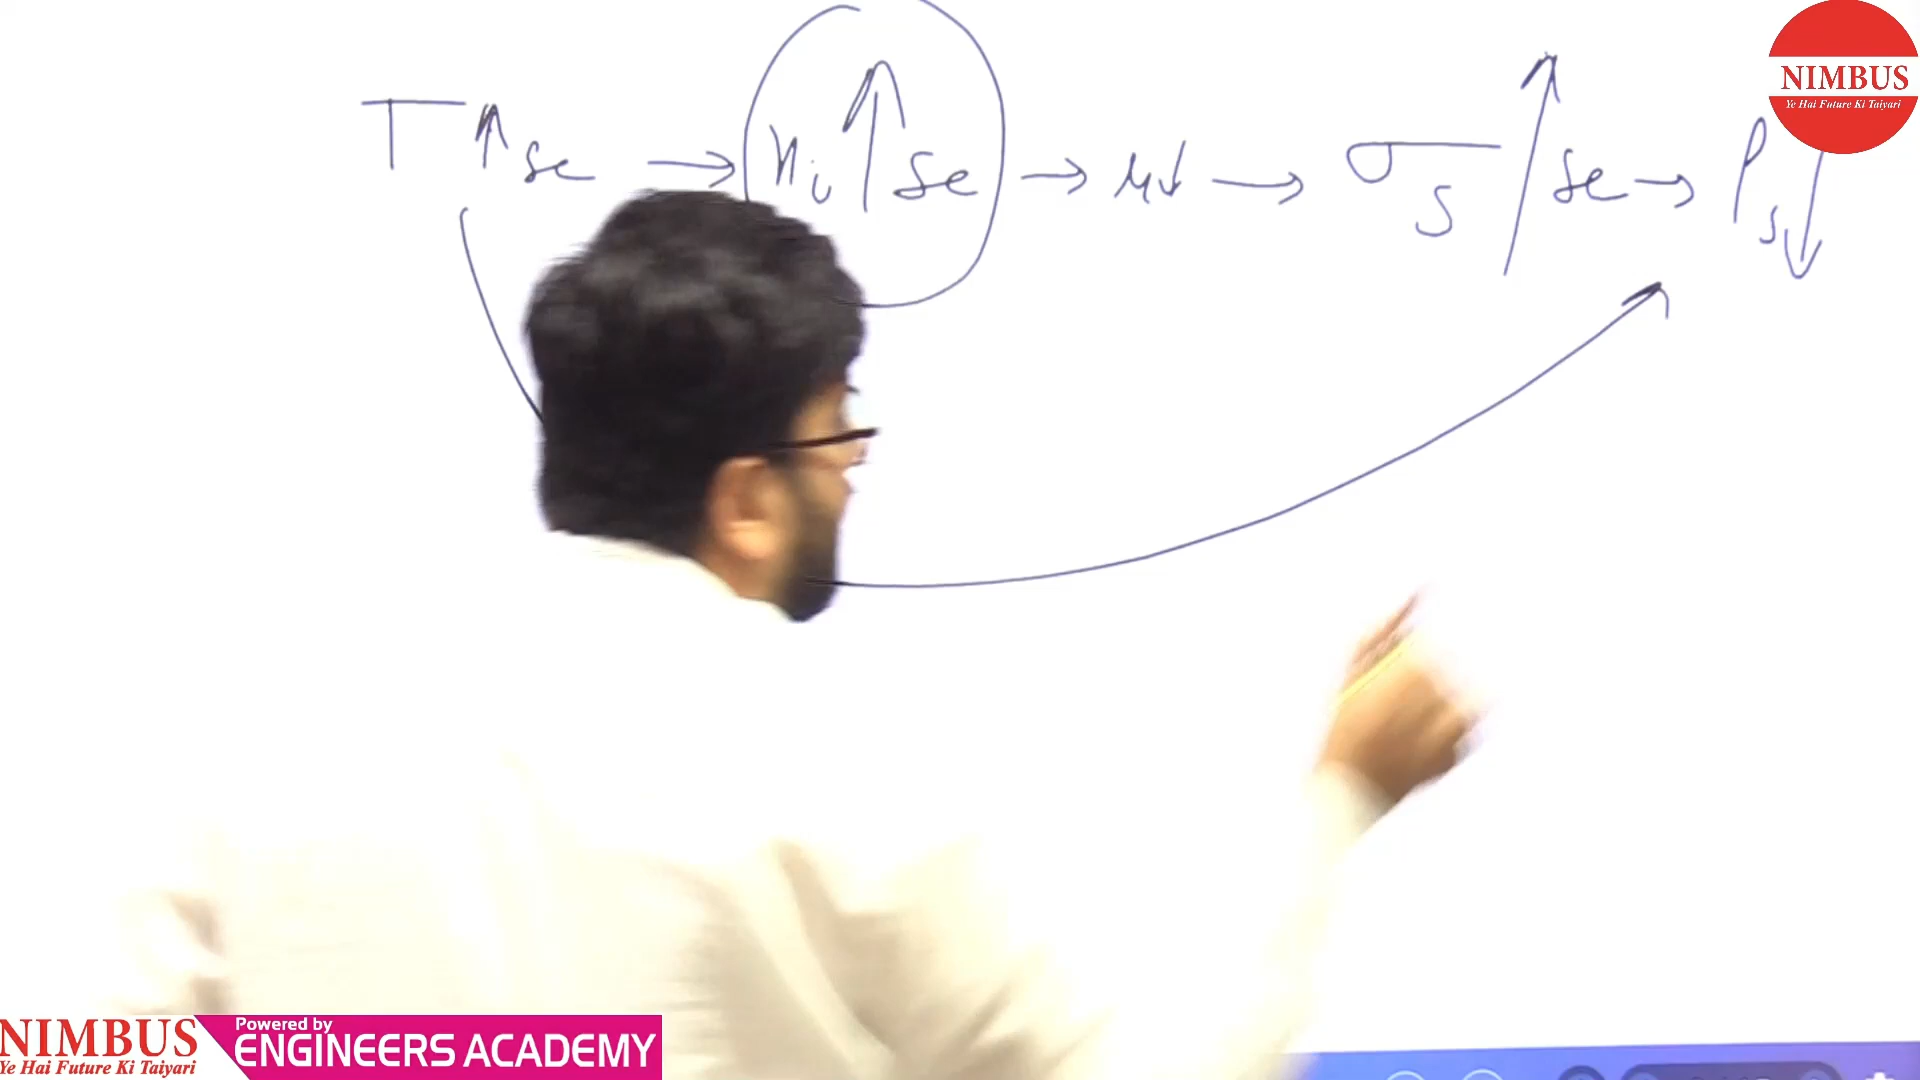 T↑se → ni↑se → μ↓ → σs↑se → ρs↓
NIMBUS
Ye Hai Future Ki Taiyari
NIMBUS
Ye Hai Future Ki Taiyari
Powered by
ENGINEERS ACADEMY